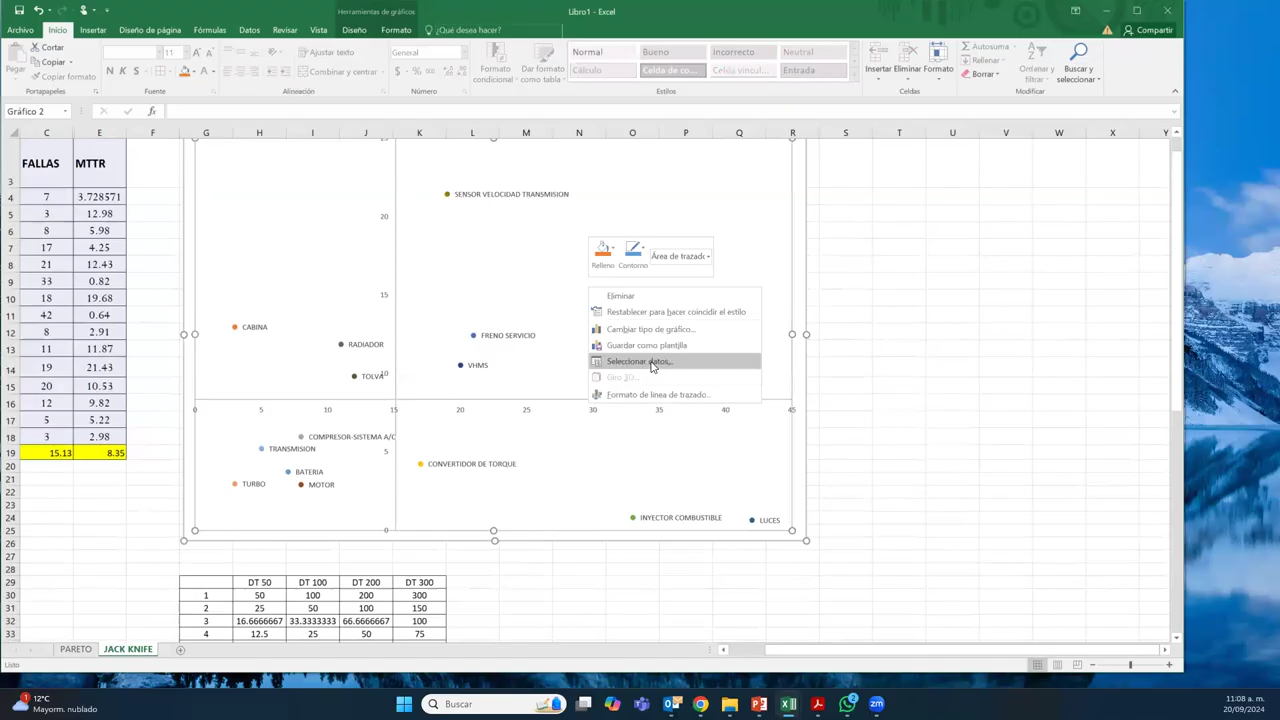 Herramientas de gráficos
Libro1 - Excel
Archivo Inicio Insertar Diseño de página Fórmulas Datos Revisar Vista Diseño Formato ¿Qué desea hacer? Compartir
Pegar
Cortar
Copiar
Copiar formato
Portapapeles
11
N K S
Fuente
Ajustar texto
Combinar y centrar
Alineación
General
$ % 000
Número
Formato condicional
Dar formato como tabla
Normal Bueno Incorrecto Neutral
Cálculo Celda de co... Celda vincul... Entrada
Estilos
Insertar Eliminar Formato
Celdas
Autosuma
Rellenar
Borrar
Ordenar y filtrar
Buscar y seleccionar
Modificar
Gráfico 2
fx
C E F G H I J K L M N O P Q R S T U V W X Y
3 FALLAS MTTR
4 7 3.728571
5 3 12.98
6 8 5.98
7 17 4.25
8 21 12.43
9 33 0.82
10 18 19.68
11 42 0.64
12 8 2.91
13 11 11.87
14 19 21.43
15 20 10.53
16 12 9.82
17 5 5.22
18 3 2.98
19 15.13 8.35
20
21
22
23
24
25
26
27
28
29 DT 50 DT 100 DT 200 DT 300
30 1 50 100 200 300
31 2 25 50 100 150
32 3 16.6666667 33.3333333 66.6666667 100
33 4 12.5 25 50 75
SENSOR VELOCIDAD TRANSMISION
20
15
CABINA
FRENO SERVICIO
RADIADOR
VHMS
TOLVA
10
0 5 10 15 20 25 30 35 40 45
COMPRESOR-SISTEMA A/C
TRANSMISION
5
CONVERTIDOR DE TORQUE
BATERIA
TURBO
MOTOR
INYECTOR COMBUSTIBLE
LUCES
0
Relleno Contorno Área de trazado
Eliminar
Restablecer para hacer coincidir el estilo
Cambiar tipo de gráfico...
Guardar como plantilla
Seleccionar datos...
Giro 3D...
Formato de línea de trazado...
PARETO JACK KNIFE
Listo
1
12°C
Mayorm. nublado
Buscar
11:08 a. m.
20/09/2024